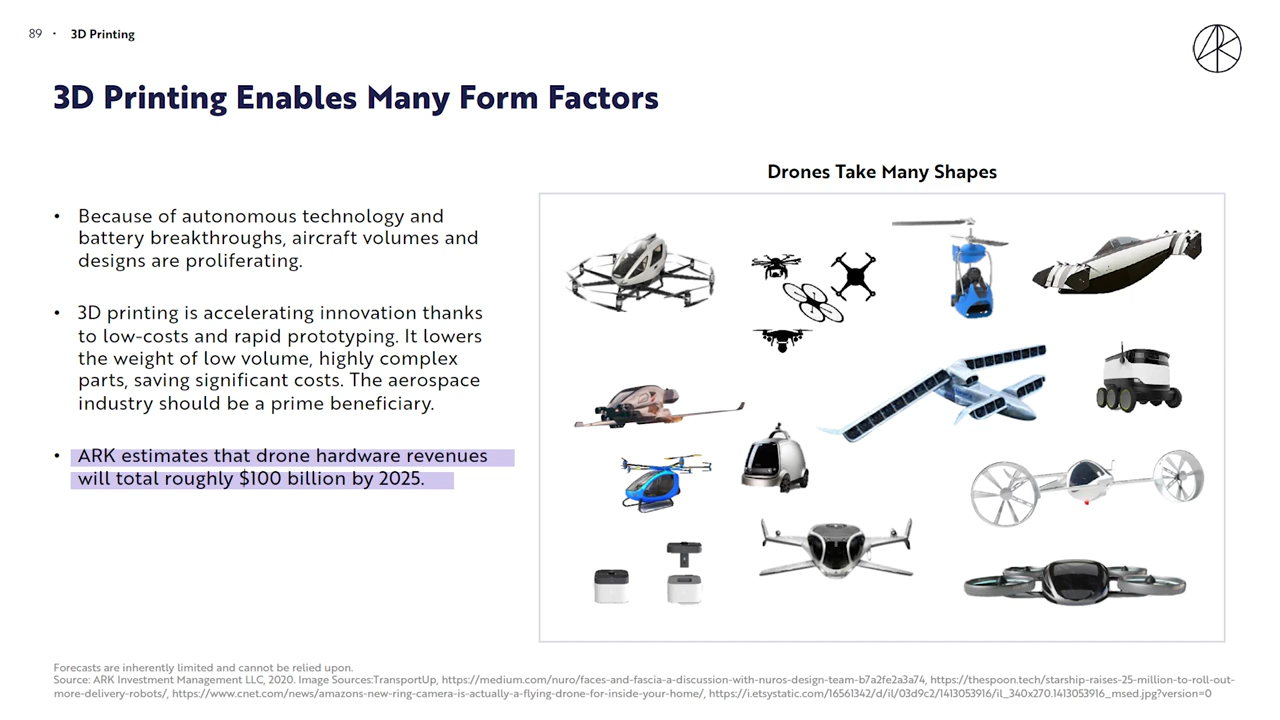 89 • 3D Printing
3D Printing Enables Many Form Factors
• Because of autonomous technology and
battery breakthroughs, aircraft volumes and
designs are proliferating.
• 3D printing is accelerating innovation thanks
to low-costs and rapid prototyping. It lowers
the weight of low volume, highly complex
parts, saving significant costs. The aerospace
industry should be a prime beneficiary.
• ARK estimates that drone hardware revenues
will total roughly $100 billion by 2025.
Drones Take Many Shapes
Forecasts are inherently limited and cannot be relied upon.
Source: ARK Investment Management LLC, 2020. Image Sources:TransportUp, https://medium.com/nuro/faces-and-fascia-a-discussion-with-nuros-design-team-b7a2fe2a3a74, https://thespoon.tech/starship-raises-25-million-to-roll-out-
more-delivery-robots/, https://www.cnet.com/news/amazons-new-ring-camera-is-actually-a-flying-drone-for-inside-your-home/, https://i.etsystatic.com/16561342/d/il/03d9c2/1413053916/il_340x270.1413053916_msed.jpg?version=0